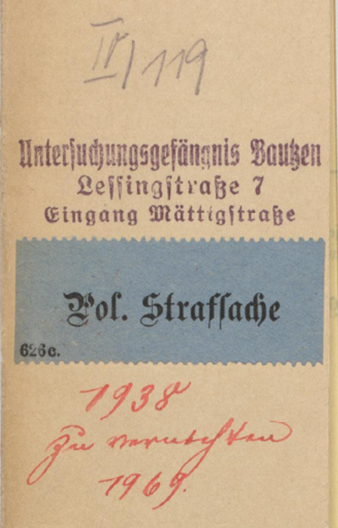 IV/119
Untersuchungsgefängnis Bautzen
Lessingstraße 7
Eingang Mättigstraße
Pol. Strafsache
626c.
1938
zu vernichten
1969.